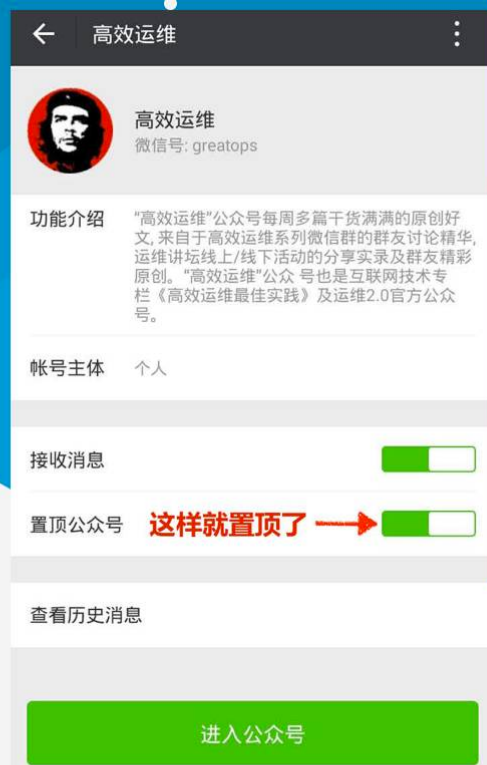 高效运维
高效运维
微信号: greatops
功能介绍
“高效运维”公众号每周多篇干货满满的原创好
文, 来自于高效运维系列微信群的群友讨论精华,
运维讲坛线上/线下活动的分享实录及群友精彩
原创。“高效运维”公众 号也是互联网技术专
栏《高效运维最佳实践》及运维2.0官方公众
号。
帐号主体 个人
接收消息
置顶公众号 这样就置顶了
查看历史消息
进入公众号